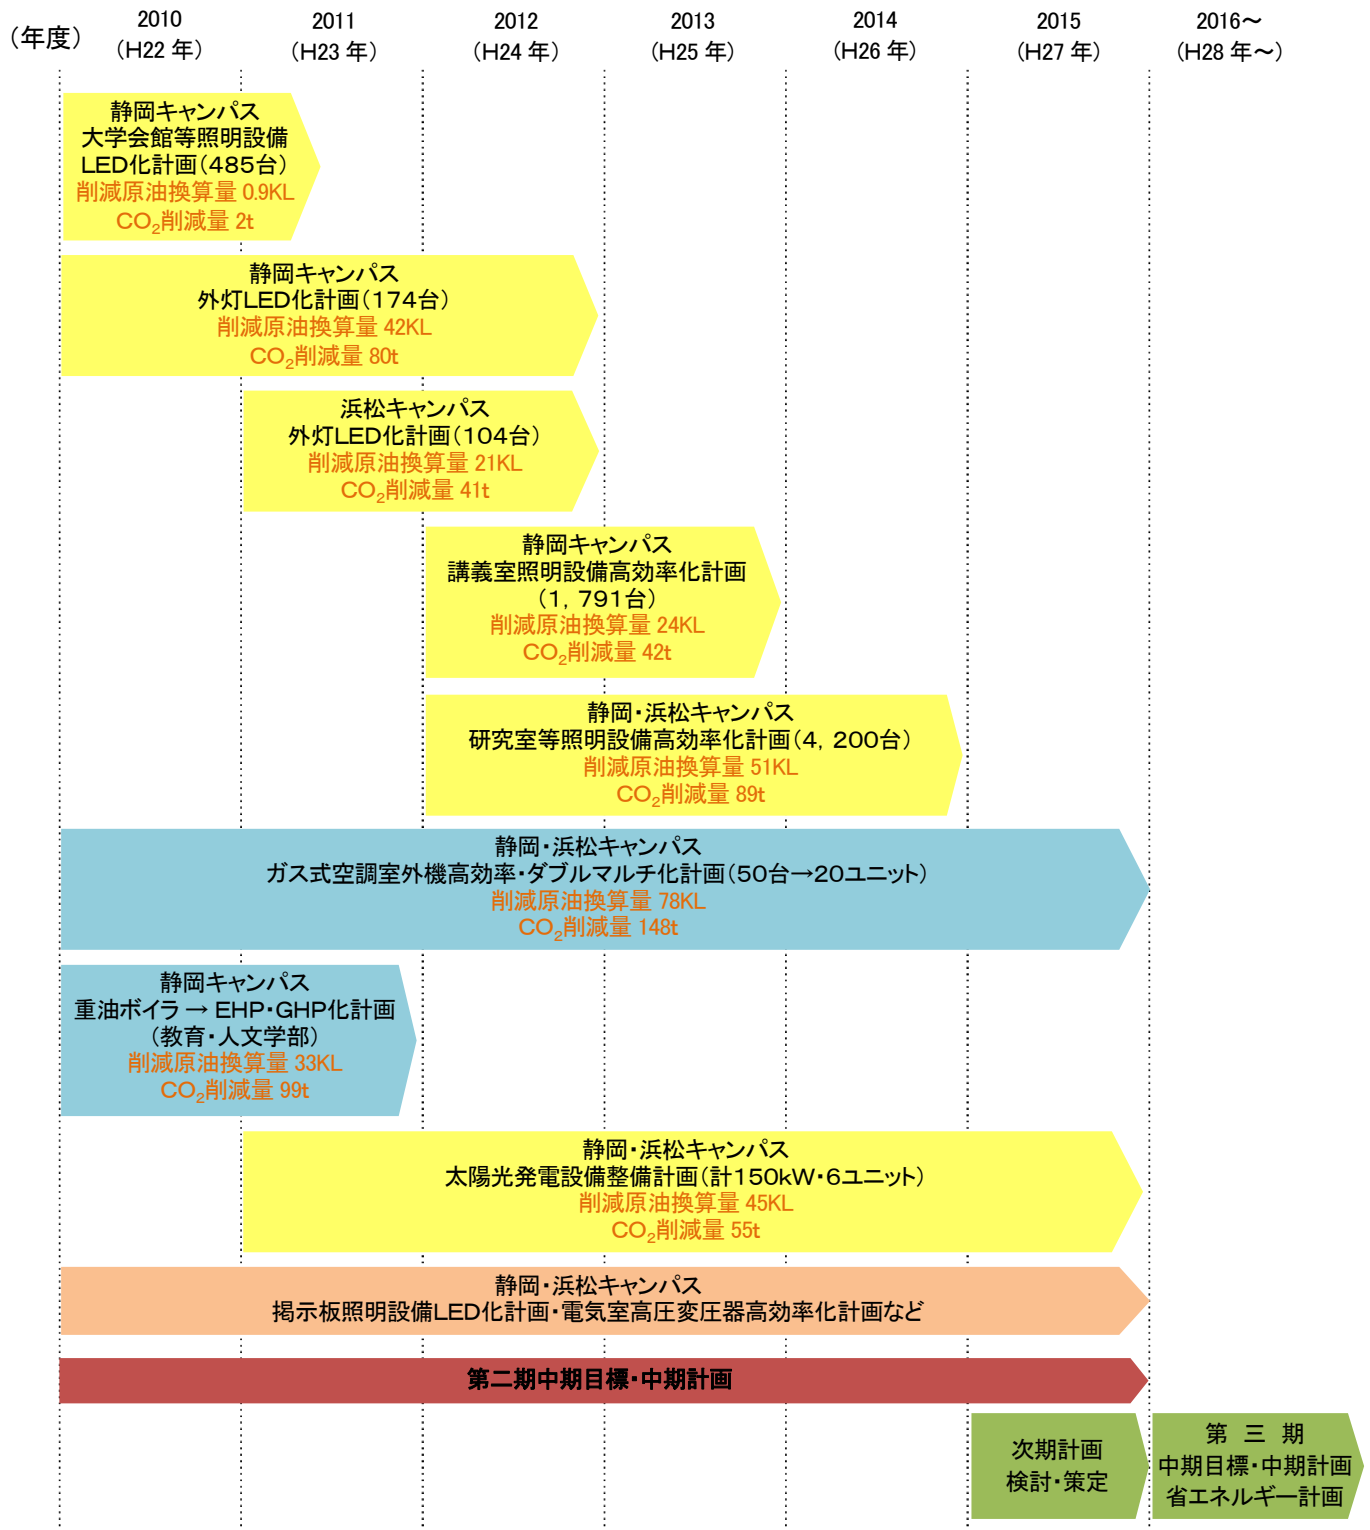 （年度）
2010
（H22 年）
2011
（H23 年）
2012
（H24 年）
2013
（H25 年）
2014
（H26 年）
2015
（H27 年）
2016～
（H28 年～）
静岡キャンパス
大学会館等照明設備
LED化計画（485台）
削減原油換算量 0.9KL
CO₂削減量 2t
静岡キャンパス
外灯LED化計画（174台）
削減原油換算量 42KL
CO₂削減量 80t
浜松キャンパス
外灯LED化計画（104台）
削減原油換算量 21KL
CO₂削減量 41t
静岡キャンパス
講義室照明設備高効率化計画
（1，791台）
削減原油換算量 24KL
CO₂削減量 42t
静岡・浜松キャンパス
研究室等照明設備高効率化計画（4，200台）
削減原油換算量 51KL
CO₂削減量 89t
静岡・浜松キャンパス
ガス式空調室外機高効率・ダブルマルチ化計画（50台→20ユニット）
削減原油換算量 78KL
CO₂削減量 148t
静岡キャンパス
重油ボイラ → EHP・GHP化計画
（教育・人文学部）
削減原油換算量 33KL
CO₂削減量 99t
静岡・浜松キャンパス
太陽光発電設備整備計画（計150kW・6ユニット）
削減原油換算量 45KL
CO₂削減量 55t
静岡・浜松キャンパス
掲示板照明設備LED化計画・電気室高圧変圧器高効率化計画など
第二期中期目標・中期計画
次期計画
検討・策定
第 三 期
中期目標・中期計画
省エネルギー計画